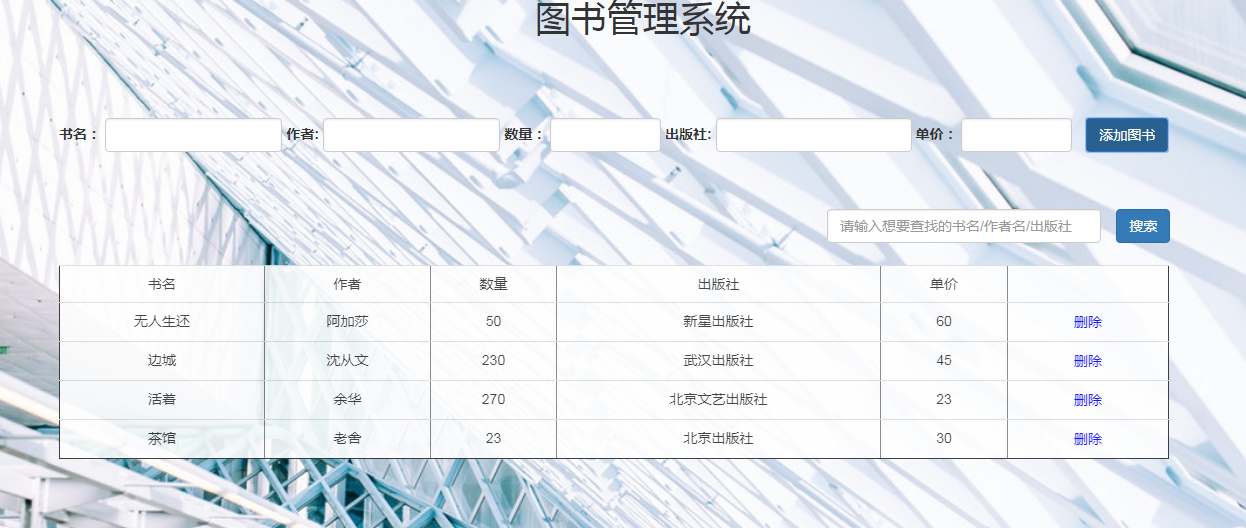 图书管理系统
书名： 作者: 数量： 出版社: 单价： 添加图书
请输入想要查找的书名/作者名/出版社 搜索
书名 作者 数量 出版社 单价
无人生还 阿加莎 50 新星出版社 60 删除
边城 沈从文 230 武汉出版社 45 删除
活着 余华 270 北京文艺出版社 23 删除
茶馆 老舍 23 北京出版社 30 删除